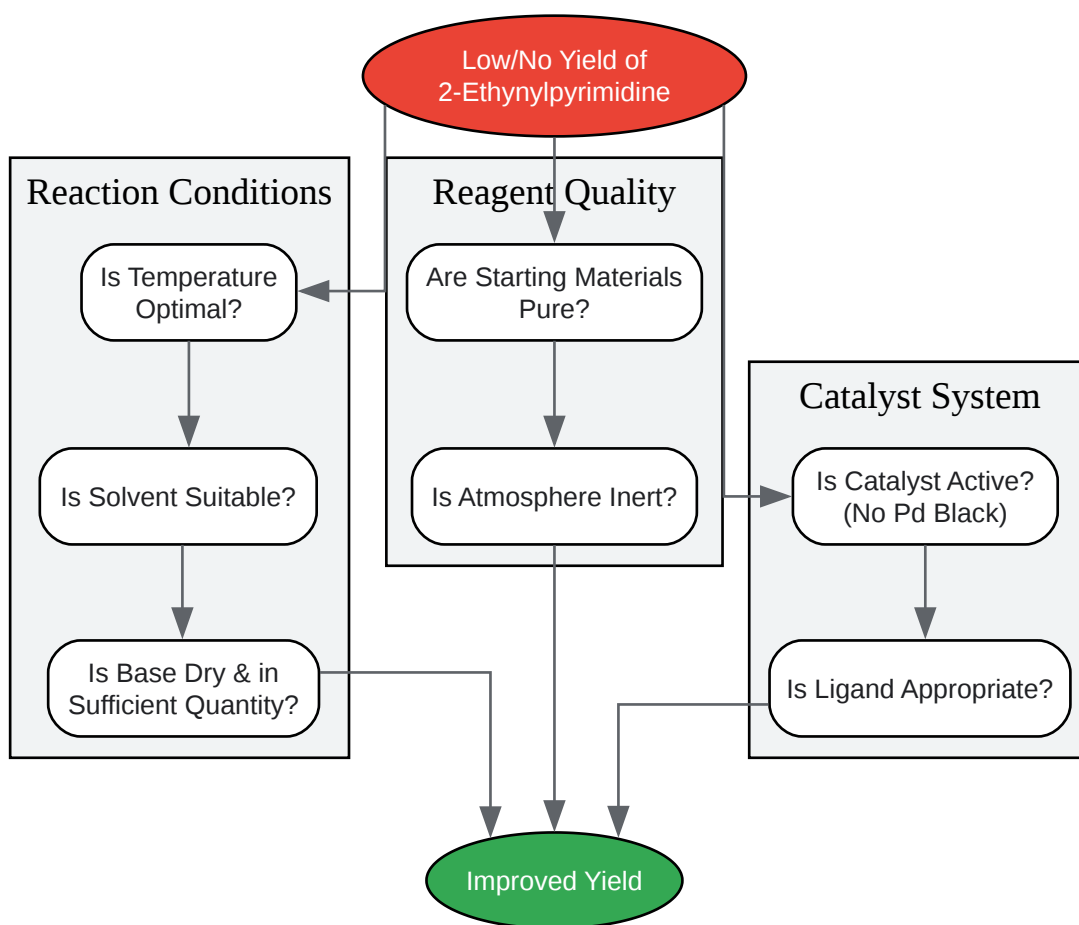 Low/No Yield of
2-Ethynylpyrimidine
Reaction Conditions
Is Temperature
Optimal?
Is Solvent Suitable?
Is Base Dry & in
Sufficient Quantity?
Reagent Quality
Are Starting Materials
Pure?
Is Atmosphere Inert?
Catalyst System
Is Catalyst Active?
(No Pd Black)
Is Ligand Appropriate?
Improved Yield